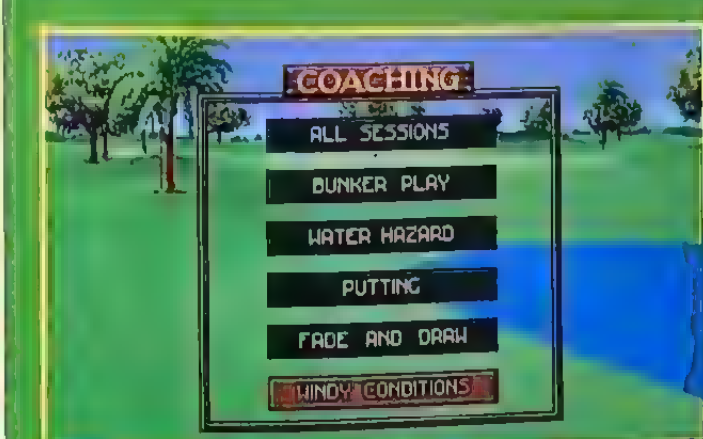 COACHING
ALL SESSIONS
BUNKER PLAY
WATER HAZARD
PUTTING
FADE AND DRAW
WINDY CONDITIONS